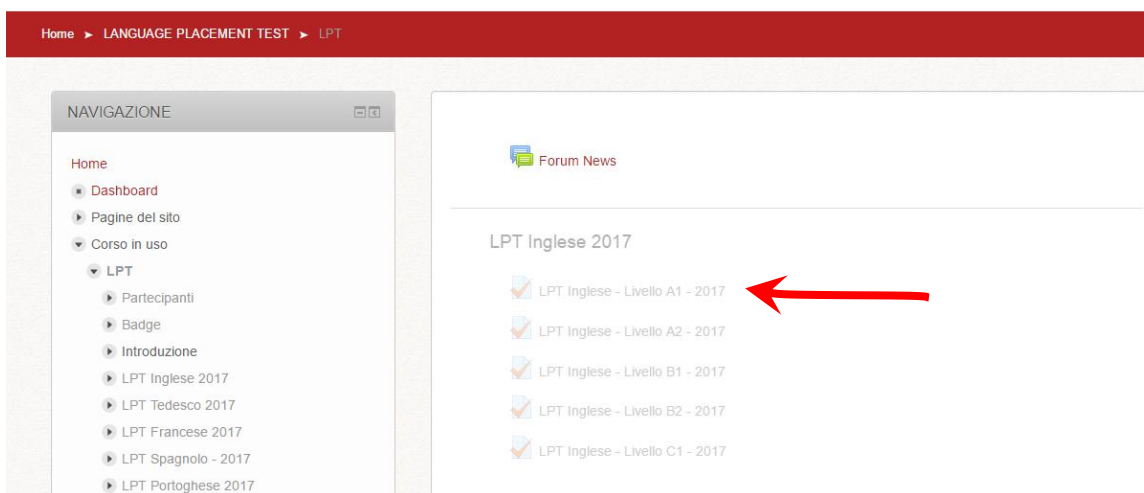 Home ► LANGUAGE PLACEMENT TEST ► LPT
NAVIGAZIONE
Home
Dashboard
Pagine del sito
Corso in uso
LPT
Partecipanti
Badge
Introduzione
LPT Inglese 2017
LPT Tedesco 2017
LPT Francese 2017
LPT Spagnolo - 2017
LPT Portoghese 2017
Forum News
LPT Inglese 2017
LPT Inglese - Livello A1 - 2017
LPT Inglese - Livello A2 - 2017
LPT Inglese - Livello B1 - 2017
LPT Inglese - Livello B2 - 2017
LPT Inglese - Livello C1 - 2017